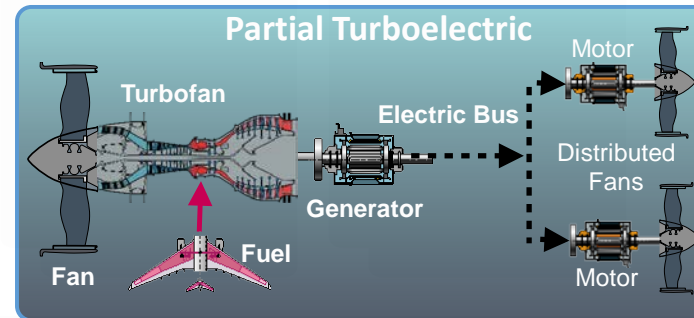 Partial Turboelectric
Motor
Turbofan
Electric Bus
Distributed
Fans
Generator
Fuel
Fan
Motor